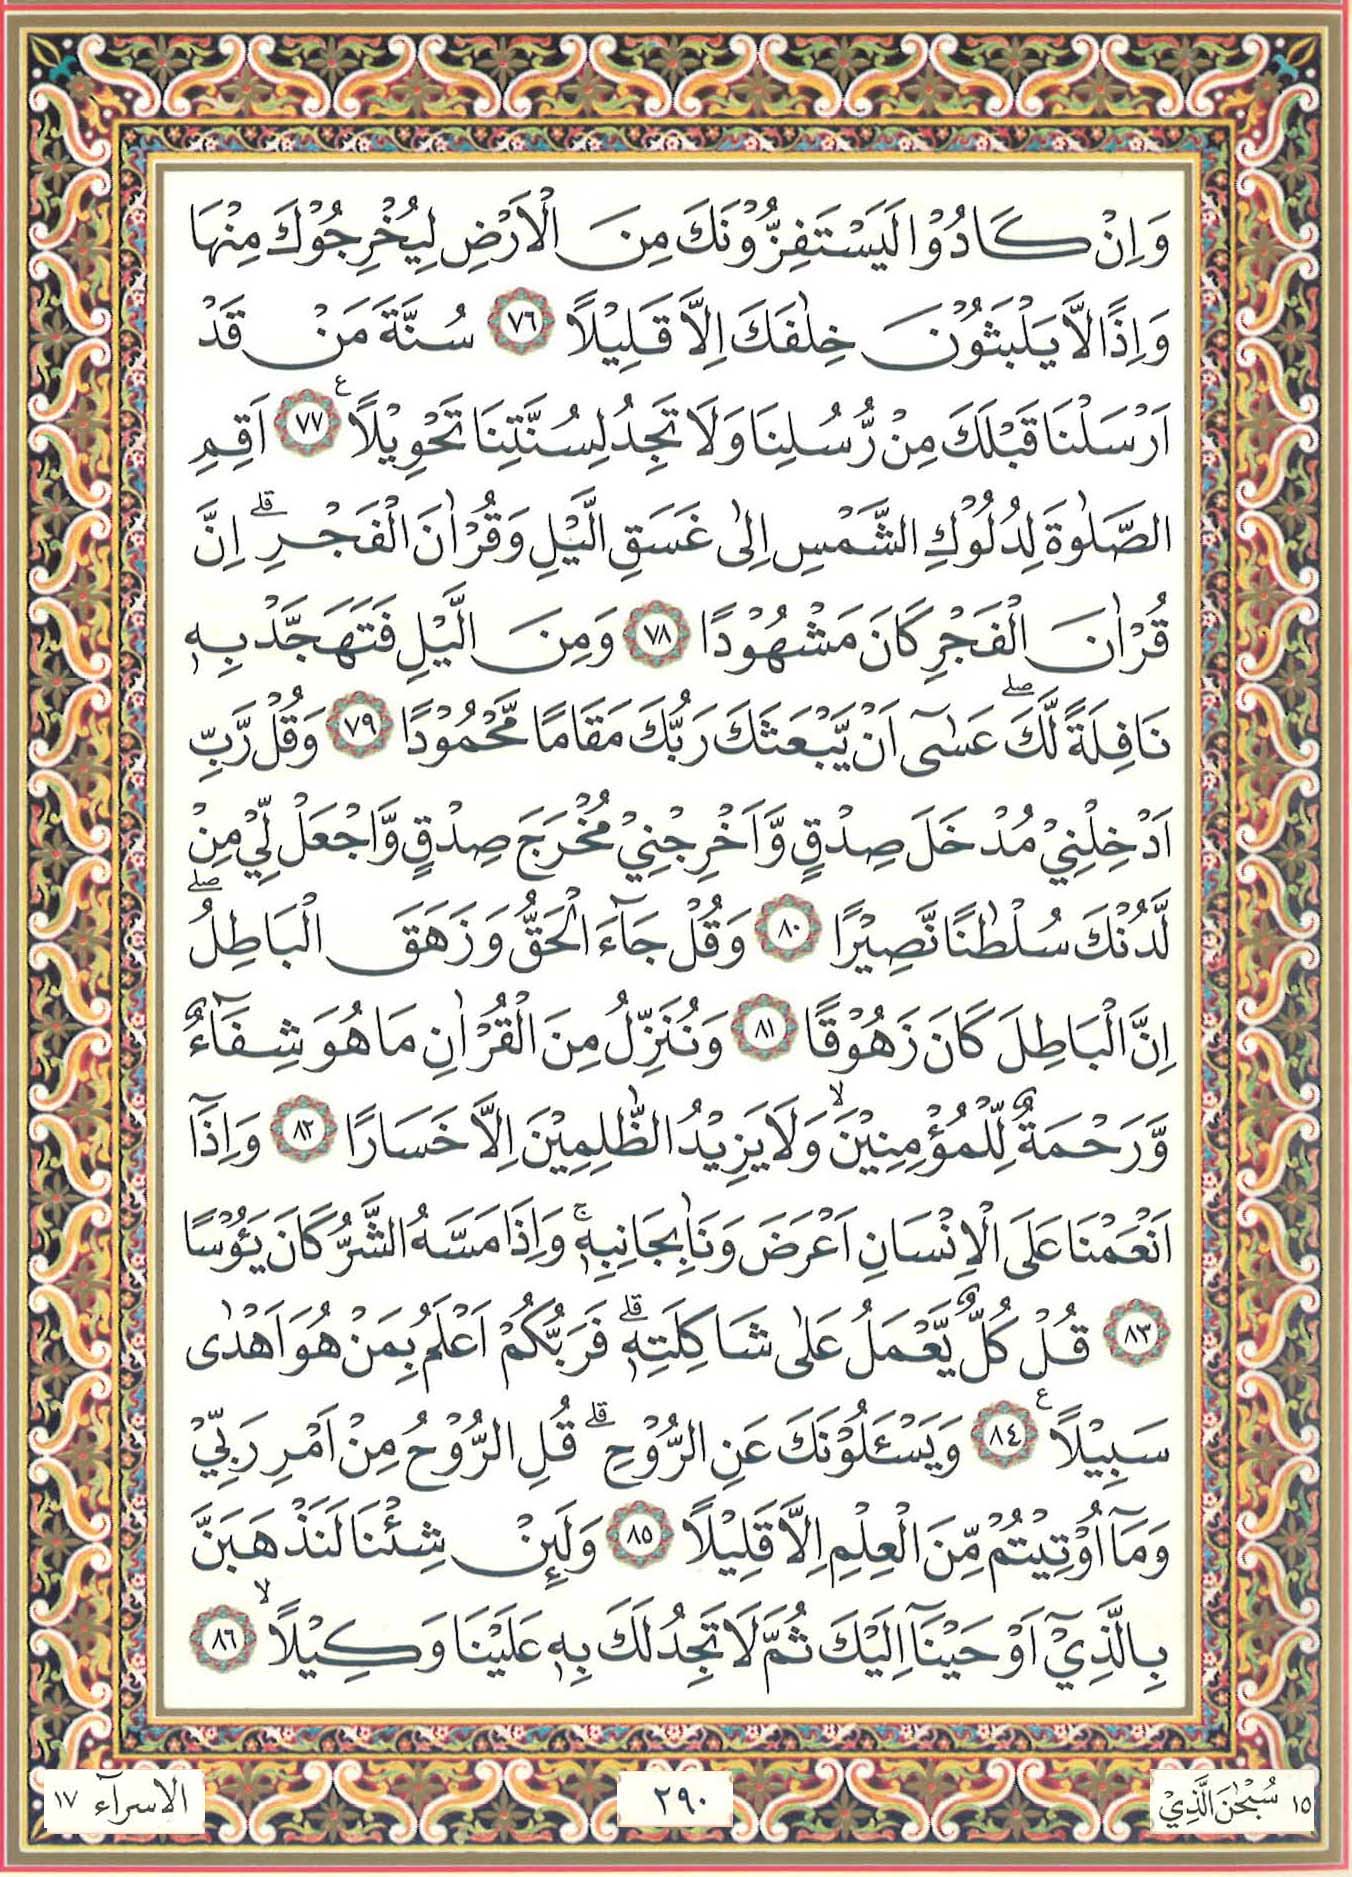 وَاِنْ كَادُوْا لَيَسْتَفِزُّوْنَكَ مِنَ الْاَرْضِ لِيُخْرِجُوْكَ مِنْهَا
وَاِذًا لَّا يَلْبَثُوْنَ خِلٰفَكَ اِلَّا قَلِيْلًا ٧٦ سُنَّةَ مَنْ قَدْ
اَرْسَلْنَا قَبْلَكَ مِنْ رُّسُلِنَا وَلَا تَجِدُ لِسُنَّتِنَا تَحْوِيْلًا ࣖ ٧٧ اَقِمِ
الصَّلٰوةَ لِدُلُوْكِ الشَّمْسِ اِلٰى غَسَقِ الَّيْلِ وَقُرْاٰنَ الْفَجْرِۗ اِنَّ
قُرْاٰنَ الْفَجْرِ كَانَ مَشْهُوْدًا ٧٨ وَمِنَ الَّيْلِ فَتَهَجَّدْ بِهٖ
نَافِلَةً لَّكَۖ عَسٰٓى اَنْ يَّبْعَثَكَ رَبُّكَ مَقَامًا مَّحْمُوْدًا ٧٩ وَقُلْ رَّبِّ
اَدْخِلْنِيْ مُدْخَلَ صِدْقٍ وَّاَخْرِجْنِيْ مُخْرَجَ صِدْقٍ وَّاجْعَلْ لِّيْ مِنْ
لَّدُنْكَ سُلْطٰنًا نَّصِيْرًا ٨٠ وَقُلْ جَاۤءَ الْحَقُّ وَزَهَقَ الْبَاطِلُۖ
اِنَّ الْبَاطِلَ كَانَ زَهُوْقًا ٨١ وَنُنَزِّلُ مِنَ الْقُرْاٰنِ مَا هُوَ شِفَاۤءٌ
وَّرَحْمَةٌ لِّلْمُؤْمِنِيْنَۙ وَلَا يَزِيْدُ الظّٰلِمِيْنَ اِلَّا خَسَارًا ٨٢ وَاِذَآ
اَنْعَمْنَا عَلَى الْاِنْسَانِ اَعْرَضَ وَنَاٰ بِجَانِبِهٖۚ وَاِذَا مَسَّهُ الشَّرُّ كَانَ يَـُٔوْسًا
٨٣ قُلْ كُلٌّ يَّعْمَلُ عَلٰى شَاكِلَتِهٖۗ فَرَبُّكُمْ اَعْلَمُ بِمَنْ هُوَ اَهْدٰى
سَبِيْلًا ࣖ ٨٤ وَيَسْـَٔلُوْنَكَ عَنِ الرُّوْحِۗ قُلِ الرُّوْحُ مِنْ اَمْرِ رَبِّيْ
وَمَآ اُوْتِيْتُمْ مِّنَ الْعِلْمِ اِلَّا قَلِيْلًا ٨٥ وَلَىِٕنْ شِئْنَا لَنَذْهَبَنَّ
بِالَّذِيْٓ اَوْحَيْنَآ اِلَيْكَ ثُمَّ لَا تَجِدُ لَكَ بِهٖ عَلَيْنَا وَكِيْلًاۙ ٨٦
١٥ سُبْحٰنَ الَّذِيْ
٢٩٠
الاسرآء ١٧